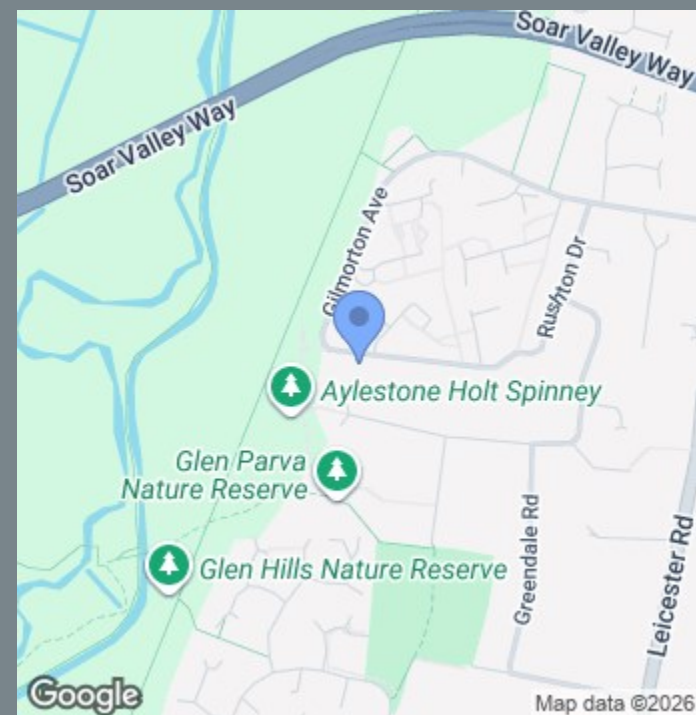 Soar Valley Way
Soar Valley Way
Gilmorton Ave
Rushton Dr
Aylestone Holt Spinney
Glen Parva
Nature Reserve
Greendale Rd
Glen Hills Nature Reserve
Leicester Rd
Google
Map data ©2026